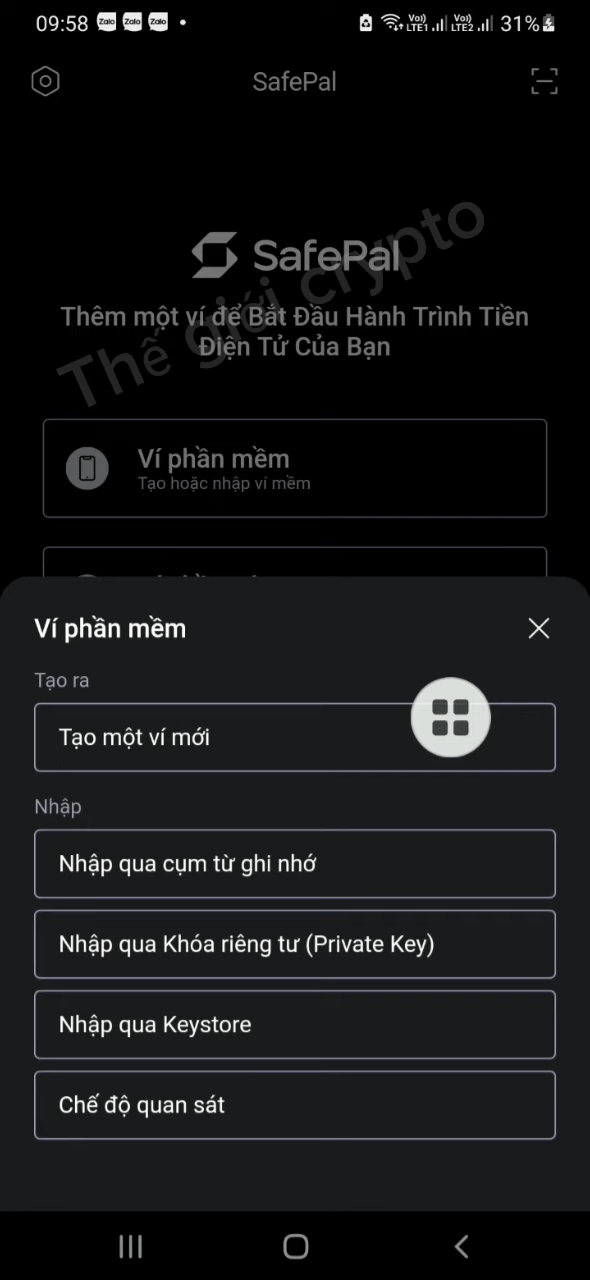 09:58 Zalo Zalo Zalo • Vo)) LTE1 Vo)) LTE2 31%
SafePal
SafePal
Thế giới crypto
Thêm một ví để Bắt Đầu Hành Trình Tiền
Điện Tử Của Bạn
Ví phần mềm
Tạo hoặc nhập ví mềm
Ví phần mềm
Tạo ra
Tạo một ví mới
Nhập
Nhập qua cụm từ ghi nhớ
Nhập qua Khóa riêng tư (Private Key)
Nhập qua Keystore
Chế độ quan sát